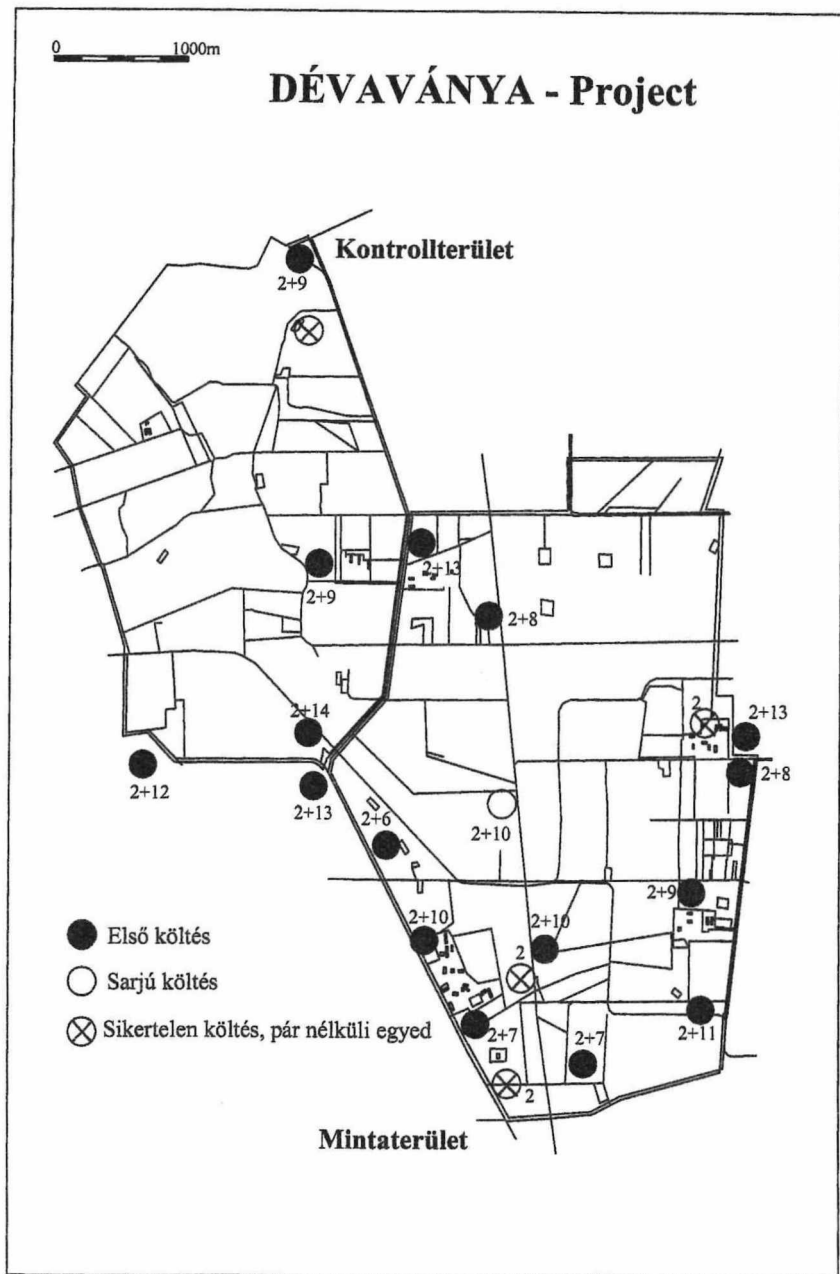 0 1000m
DÉVAVÁNYA - Project
Kontrollterület
2+9
2+13
2+9
2+8
2+14
2
2+13
2+12
2+13
2+8
2+6
2+10
2+9
2+10
2+10
2
2+7
2+7
2+11
2
Első költés
Sarjú költés
Sikertelen költés, pár nélküli egyed
Mintaterület